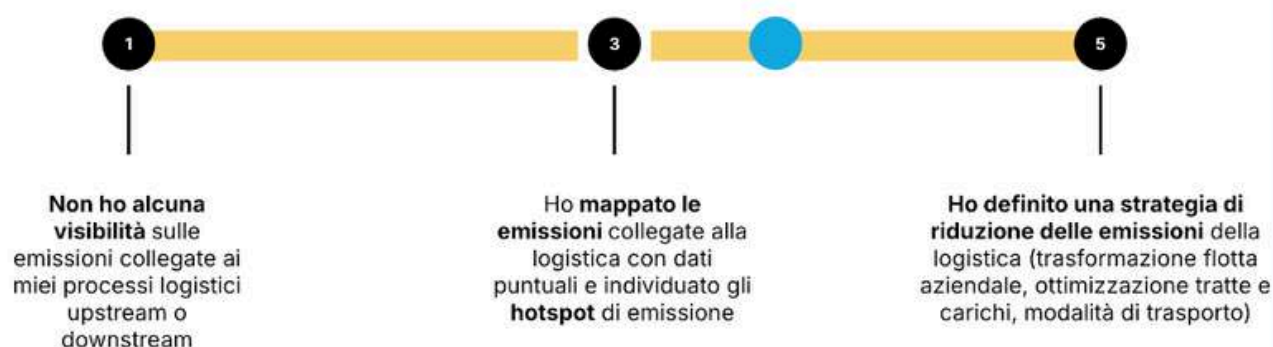 1
3
5
Non ho alcuna
visibilità sulle
emissioni collegate ai
miei processi logistici
upstream o
downstream
Ho mappato le
emissioni collegate alla
logistica con dati
puntuali e individuato gli
hotspot di emissione
Ho definito una strategia di
riduzione delle emissioni della
logistica (trasformazione flotta
aziendale, ottimizzazione tratte e
carichi, modalità di trasporto)